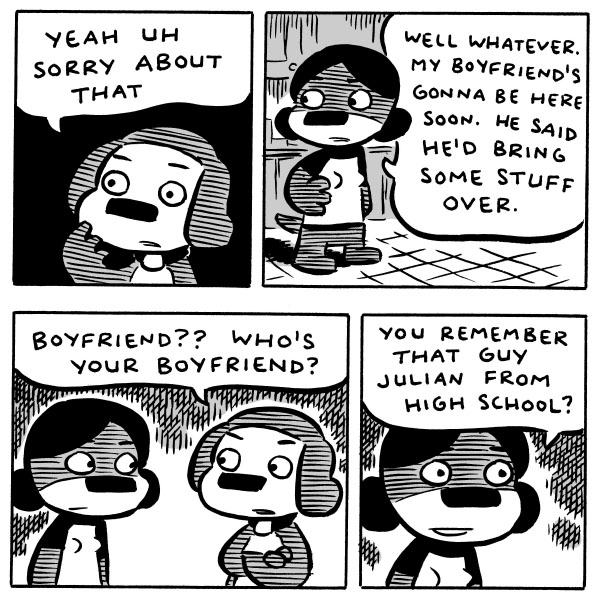 YEAH UH
SORRY ABOUT
THAT
WELL WHATEVER.
MY BOYFRIEND'S
GONNA BE HERE
SOON. HE SAID
HE'D BRING
SOME STUFF
OVER.
BOYFRIEND?? WHO'S
YOUR BOYFRIEND?
YOU REMEMBER
THAT GUY
JULIAN FROM
HIGH SCHOOL?